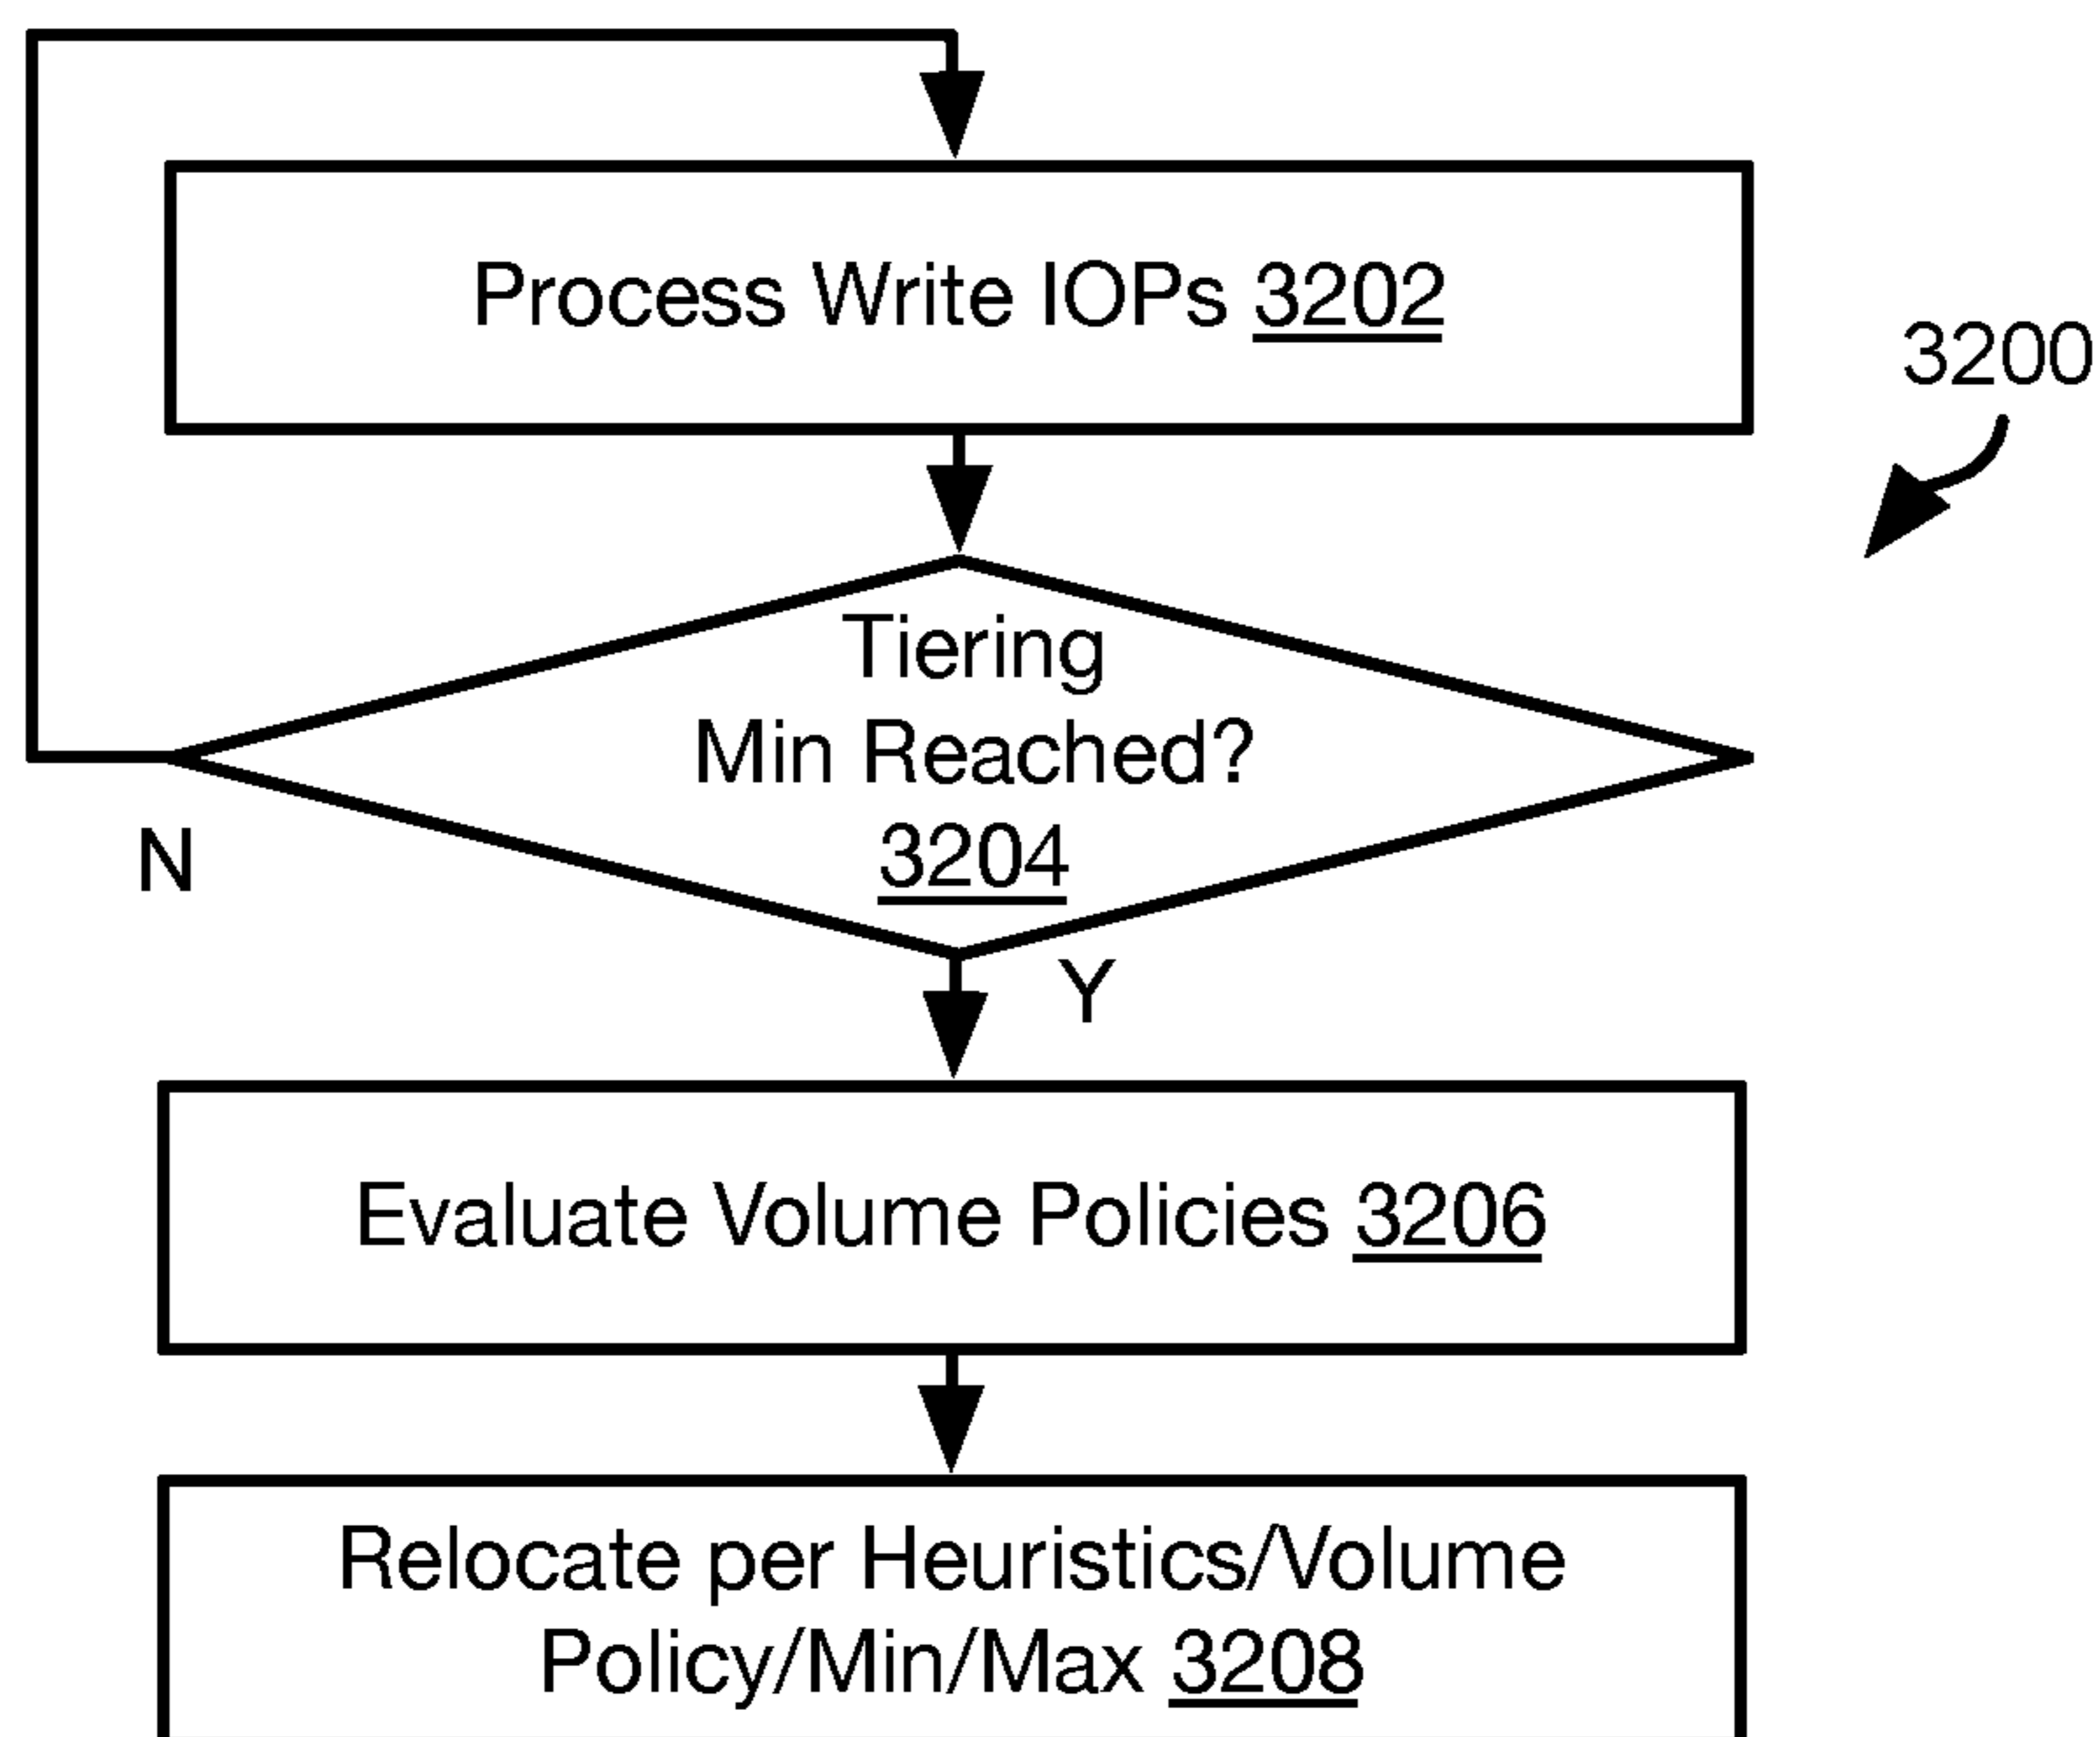 Process Write IOPs 3202
3200
Tiering
Min Reached?
3204
N
Y
Evaluate Volume Policies 3206
Relocate per Heuristics/Volume
Policy/Min/Max 3208